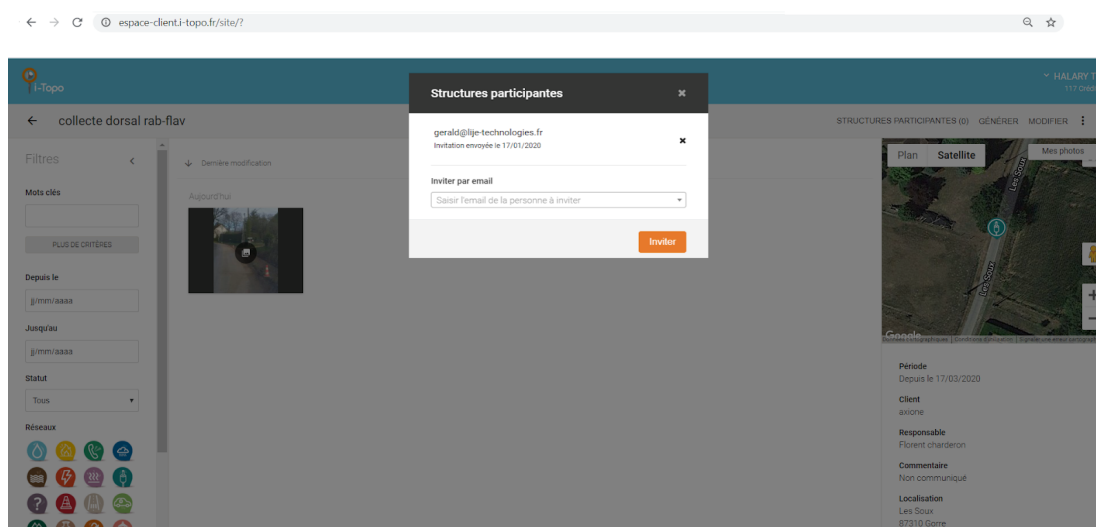 espace-client.i-topo.fr/site/?
i-Topo
HALARY T
117 Crédi
collecte dorsal rab-flav
STRUCTURES PARTICIPANTES (0) GÉNÉRER MODIFIER
Structures participantes
gerald@lije-technologies.fr
Invitation envoyée le 17/01/2020
Inviter par email
Saisir l'email de la personne à inviter
Inviter
Filtres
Mots clés
PLUS DE CRITÈRES
Depuis le
jj/mm/aaaa
Jusqu'au
jj/mm/aaaa
Statut
Tous
Réseaux
Dernière modification
Aujourd'hui
Plan Satellite
Mes photos
Les Soux
Les Soux
Google
Période
Depuis le 17/03/2020
Client
axione
Responsable
Florent charderon
Commentaire
Non communiqué
Localisation
Les Soux
87310 Gorre